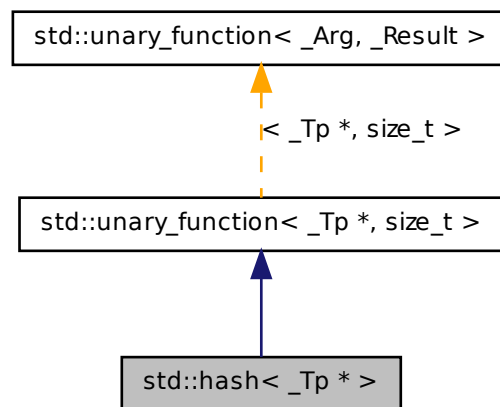 std::unary_function< _Arg, _Result >
< _Tp *, size_t >
std::unary_function< _Tp *, size_t >
std::hash< _Tp * >